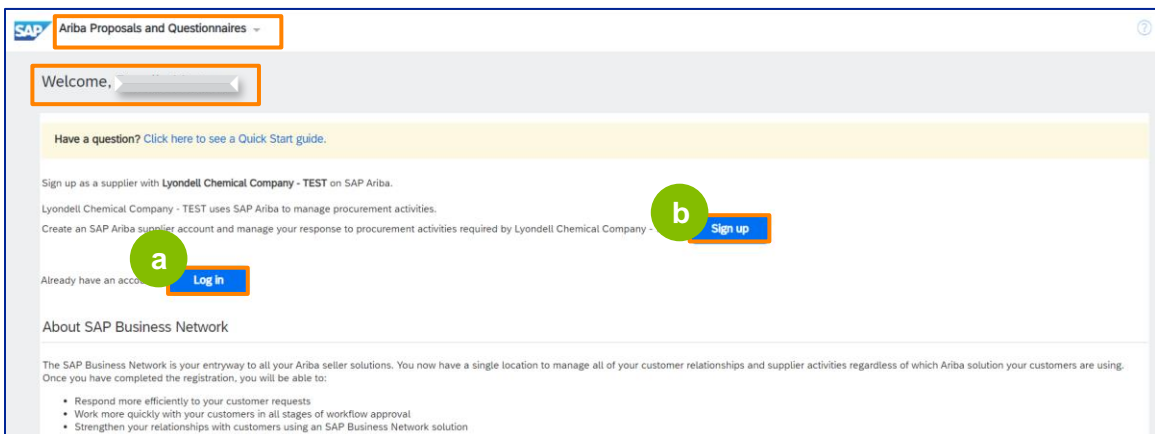 SAP Ariba Proposals and Questionnaires
Welcome,
Have a question? Click here to see a Quick Start guide.
Sign up as a supplier with Lyondell Chemical Company - TEST on SAP Ariba.
Lyondell Chemical Company - TEST uses SAP Ariba to manage procurement activities.
b
Create an SAP Ariba supplier account and manage your response to procurement activities required by Lyondell Chemical Company - Sign up
a
Already have an Log in
About SAP Business Network
The SAP Business Network is your entryway to all your Ariba seller solutions. You now have a single location to manage all of your customer relationships and supplier activities regardless of which Ariba solution your customers are using.
Once you have completed the registration, you will be able to:
• Respond more efficiently to your customer requests
• Work more quickly with your customers in all stages of workflow approval
• Strengthen your relationships with customers using an SAP Business Network solution